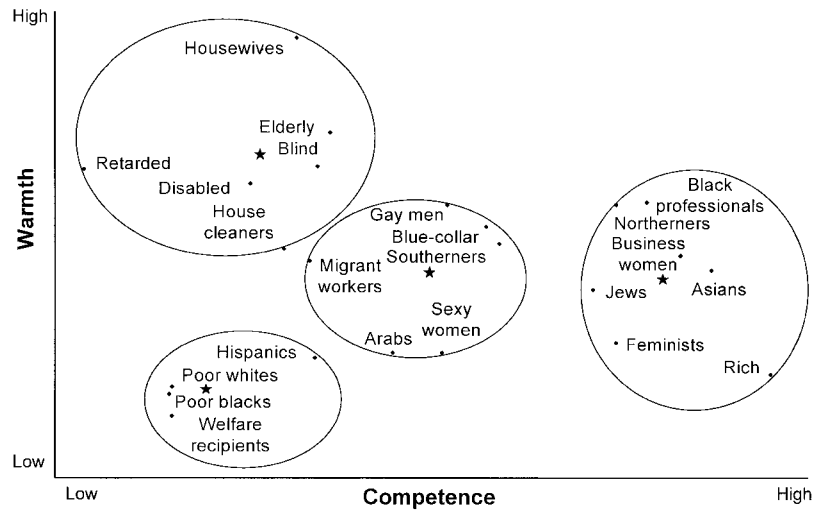 High
Housewives
Elderly
Blind
Retarded
Disabled
House
cleaners
Warmth
Gay men
Blue-collar
Southerners
Migrant
workers
Sexy
women
Arabs
Black
professionals
Northerners
Business
women
Jews
Asians
Feminists
Rich
Hispanics
Poor whites
Poor blacks
Welfare
recipients
Low
Low
Competence
High